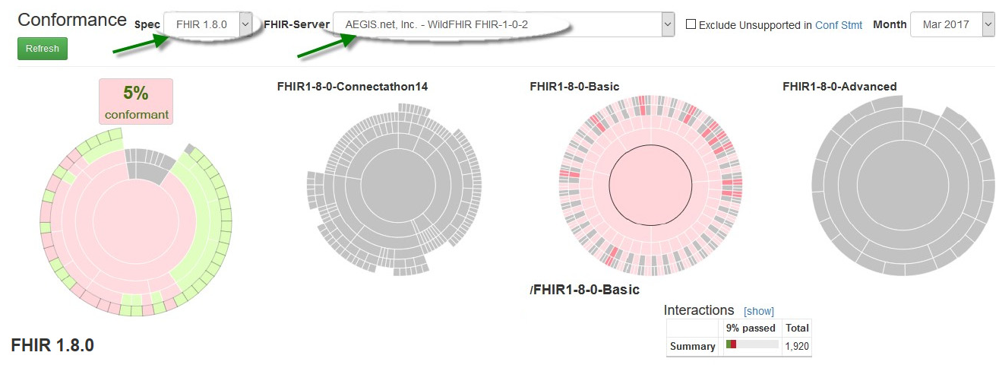 Conformance Spec FHIR 1.8.0 FHIR-Server AEGIS.net, Inc. - WildFHIR FHIR-1-0-2 Exclude Unsupported in Conf Stmt Month Mar 2017
Refresh
5%
conformant
FHIR1-8-0-Connectathon14
FHIR1-8-0-Basic
FHIR1-8-0-Advanced
/FHIR1-8-0-Basic
Interactions [show]
9% passed Total
Summary 1,920
FHIR 1.8.0